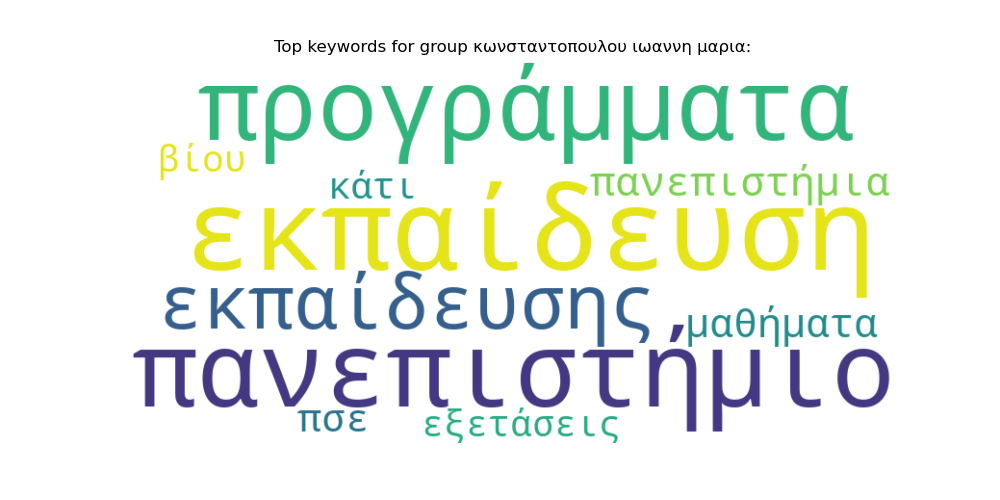 Top keywords for group κωνσταντοπουλου ιωαννη μαρια:
προγράμματα
βίου
κάτι
πανεπιστήμια
εκπαίδευση
εκπαίδευσης
μαθήματα
πανεπιστήμιο
πσε
εξετάσεις